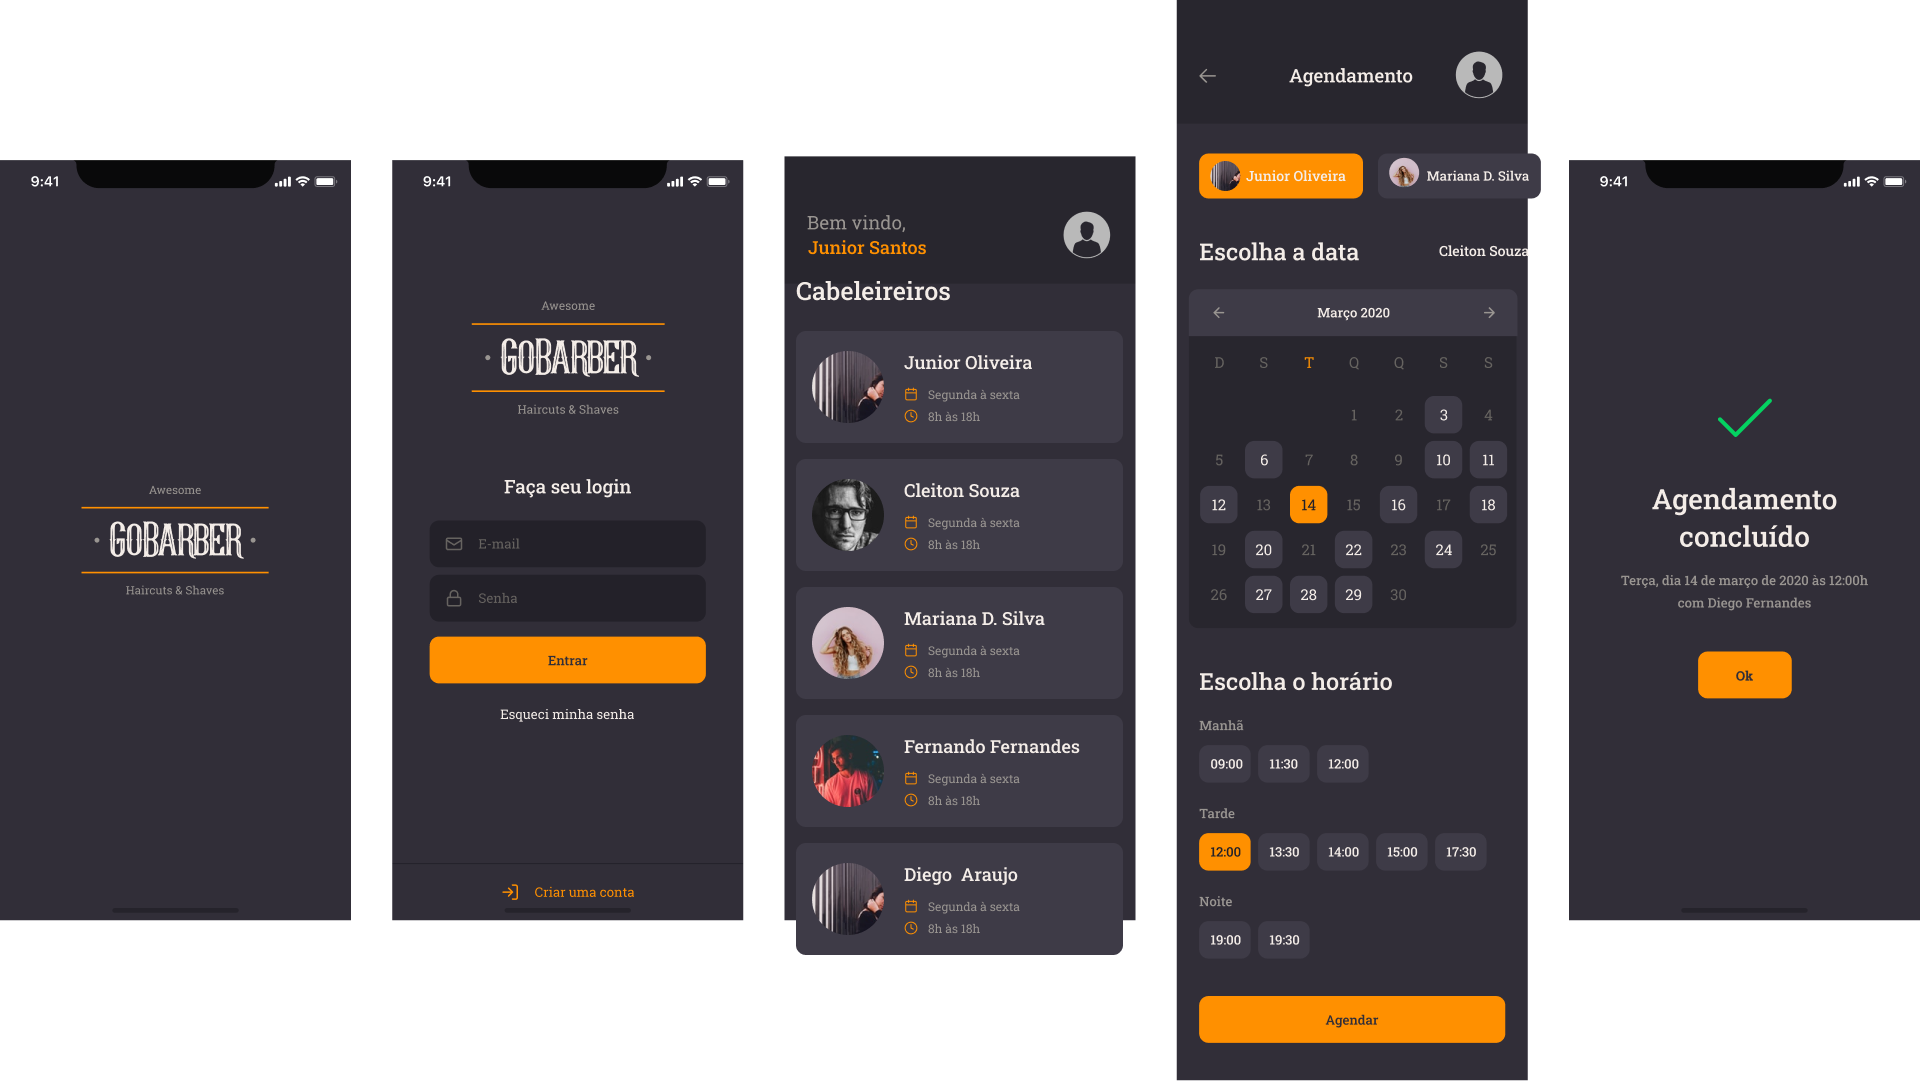 9:41
Awesome
GOBARBER
Haircuts & Shaves
9:41
Awesome
GOBARBER
Haircuts & Shaves
Faça seu login
E-mail
Senha
Entrar
Esqueci minha senha
Criar uma conta
Bem vindo,
Junior Santos
Cabeleireiros
Junior Oliveira
Segunda à sexta
8h às 18h
Cleiton Souza
Segunda à sexta
8h às 18h
Mariana D. Silva
Segunda à sexta
8h às 18h
Fernando Fernandes
Segunda à sexta
8h às 18h
Diego Araujo
Segunda à sexta
8h às 18h
Agendamento
Junior Oliveira Mariana D. Silva
Escolha a data Cleiton Souza
Março 2020
D S T Q Q S S
1 2 3 4
5 6 7 8 9 10 11
12 13 14 15 16 17 18
19 20 21 22 23 24 25
26 27 28 29 30
Escolha o horário
Manhã
09:00 11:30 12:00
Tarde
12:00 13:30 14:00 15:00 17:30
Noite
19:00 19:30
Agendar
9:41
Agendamento
concluído
Terça, dia 14 de março de 2020 às 12:00h
com Diego Fernandes
Ok